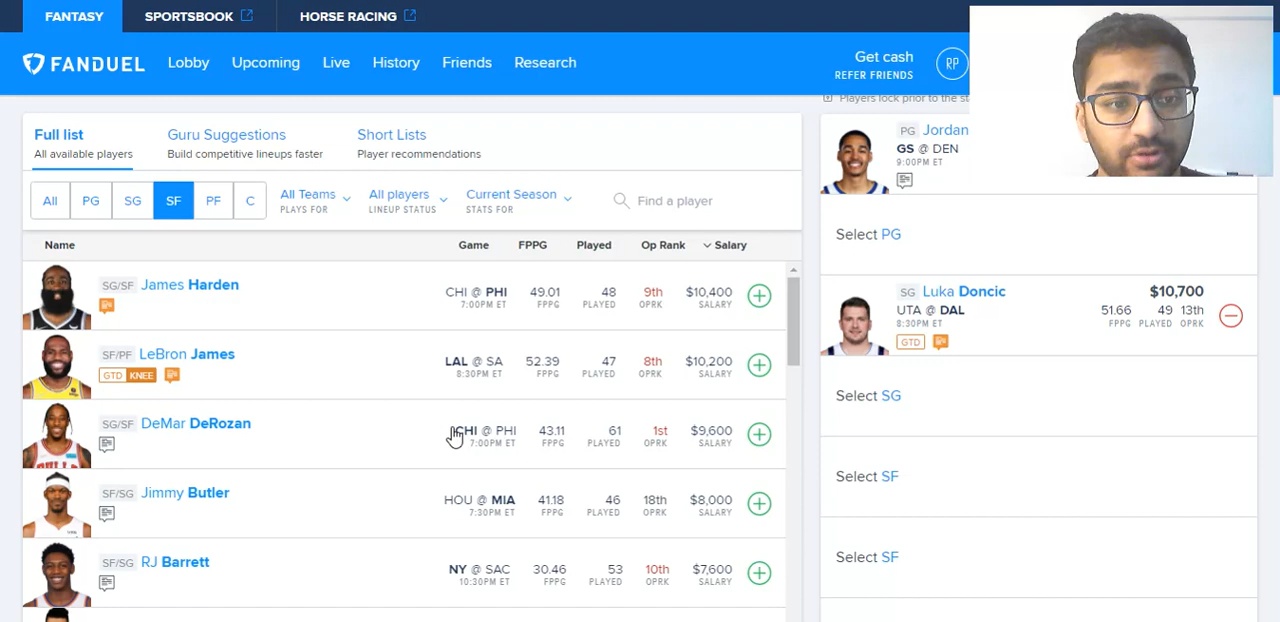 FANTASY SPORTSBOOK HORSE RACING
FANDUEL Lobby Upcoming Live History Friends Research
Get cash
REFER FRIENDS
RP
Players lock prior to the sta
Full list Guru Suggestions Short Lists
All available players Build competitive lineups faster Player recommendations
All PG SG SF PF C
All Teams All players Current Season
PLAYS FOR LINEUP STATUS STATS FOR
Find a player
Name Game FPPG Played Op Rank Salary
SG/SF James Harden
CHI @ PHI 49.01 48 9th $10,400
7:00PM ET FPPG PLAYED OPRK SALARY
SF/PF LeBron James
GTD KNEE
LAL @ SA 52.39 47 8th $10,200
8:30PM ET FPPG PLAYED OPRK SALARY
SG/SF DeMar DeRozan
CHI @ PHI 43.11 61 1st $9,600
7:00PM ET FPPG PLAYED OPRK SALARY
SF/SG Jimmy Butler
HOU @ MIA 41.18 46 18th $8,000
7:30PM ET FPPG PLAYED OPRK SALARY
SF/SG RJ Barrett
NY @ SAC 30.46 53 10th $7,600
10:30PM ET FPPG PLAYED OPRK SALARY
PG Jordan
GS @ DEN
9:00PM ET
Select PG
SG Luka Doncic $10,700
UTA @ DAL 51.66 49 13th
8:30PM ET FPPG PLAYED OPRK
GTD
Select SG
Select SF
Select SF